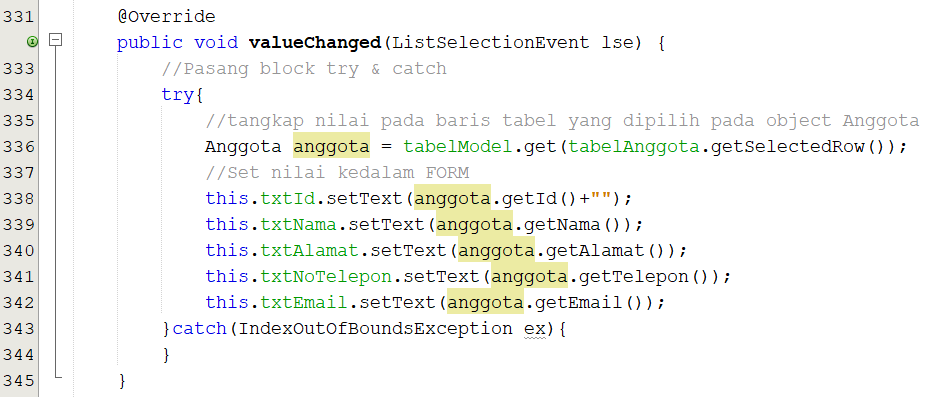 331 @Override
public void valueChanged(ListSelectionEvent lse) {
333 //Pasang block try & catch
334 try{
335 //tangkap nilai pada baris tabel yang dipilih pada object Anggota
336 Anggota anggota = tabelModel.get(tabelAnggota.getSelectedRow());
337 //Set nilai kedalam FORM
338 this.txtId.setText(anggota.getId()+"");
339 this.txtNama.setText(anggota.getNama());
340 this.txtAlamat.setText(anggota.getAlamat());
341 this.txtNoTelepon.setText(anggota.getTelepon());
342 this.txtEmail.setText(anggota.getEmail());
343 }catch(IndexOutOfBoundsException ex){
344 }
345 }